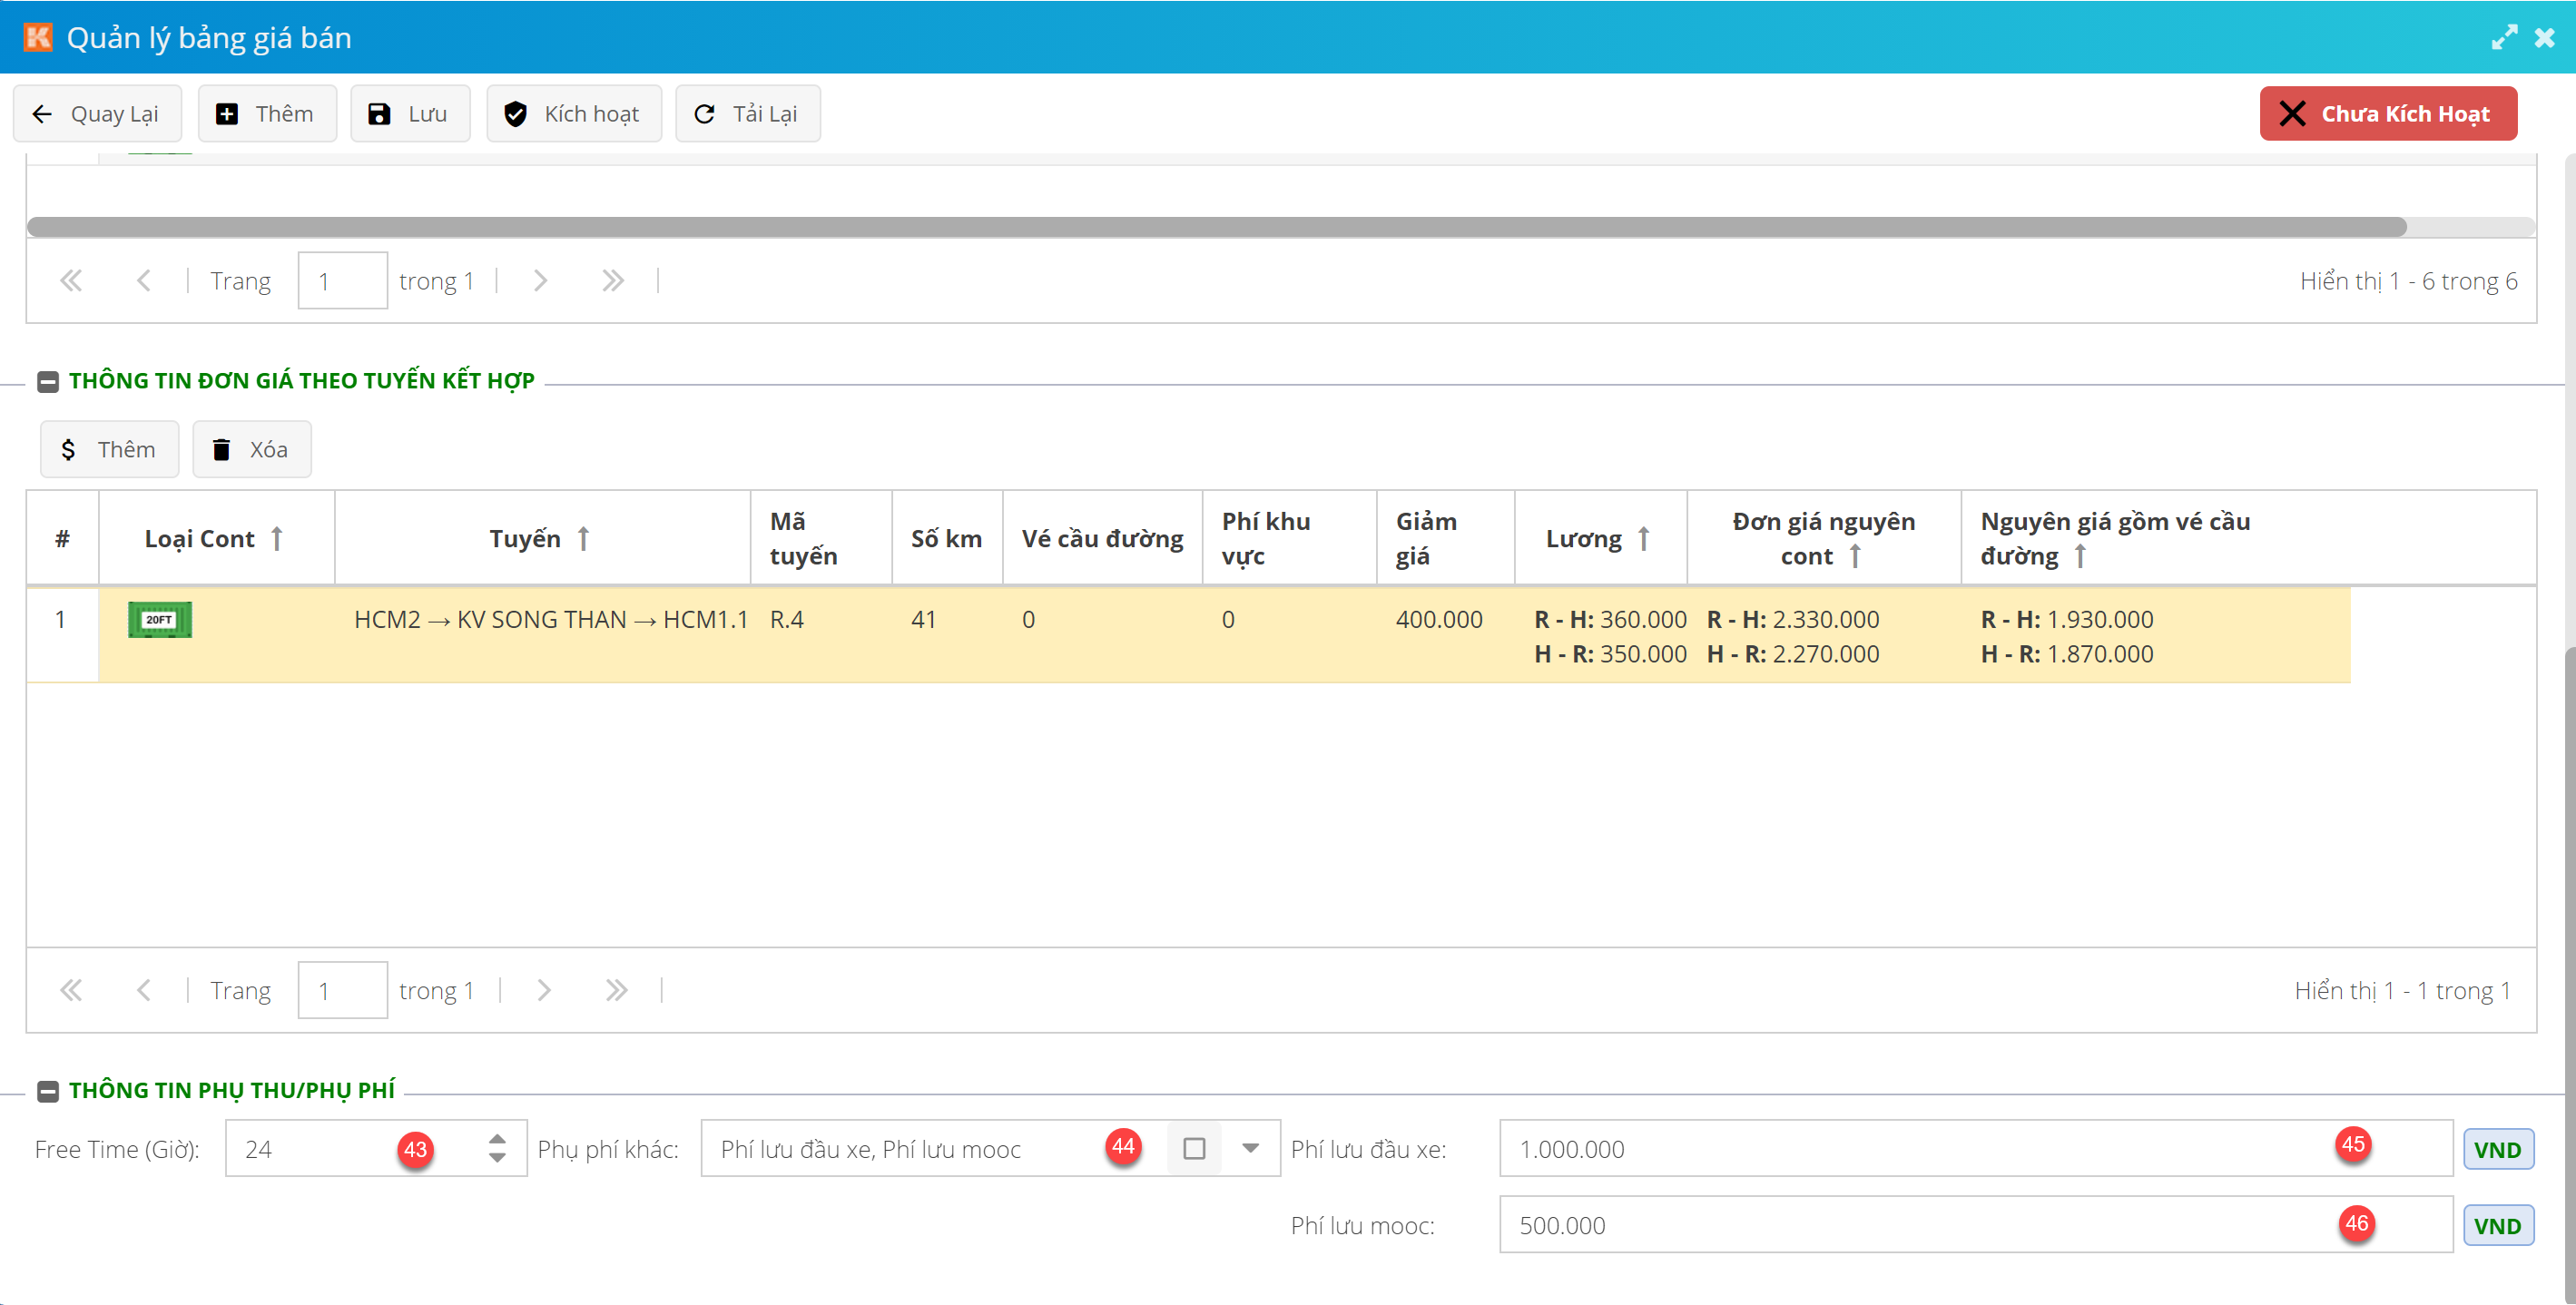 K Quản lý bảng giá bán
Quay Lại Thêm Lưu Kích hoạt Tải Lại Chưa Kích Hoạt
Trang 1 trong 1 Hiển thị 1 - 6 trong 6
THÔNG TIN ĐƠN GIÁ THEO TUYẾN KẾT HỢP
$ Thêm Xóa
# Loại Cont ↑ Tuyến ↑ Mã tuyến Số km Vé cầu đường Phí khu vực Giảm giá Lương ↑ Đơn giá nguyên cont ↑ Nguyên giá gồm vé cầu đường ↑
1 20FT HCM2 → KV SONG THAN → HCM1.1 R.4 41 0 0 400.000 R - H: 360.000 R - H: 2.330.000 R - H: 1.930.000
H - R: 350.000 H - R: 2.270.000 H - R: 1.870.000
Trang 1 trong 1 Hiển thị 1 - 1 trong 1
THÔNG TIN PHỤ THU/PHỤ PHÍ
Free Time (Giờ): 24 43 Phụ phí khác: Phí lưu đầu xe, Phí lưu mooc 44 Phí lưu đầu xe: 1.000.000 45 VND
Phí lưu mooc: 500.000 46 VND